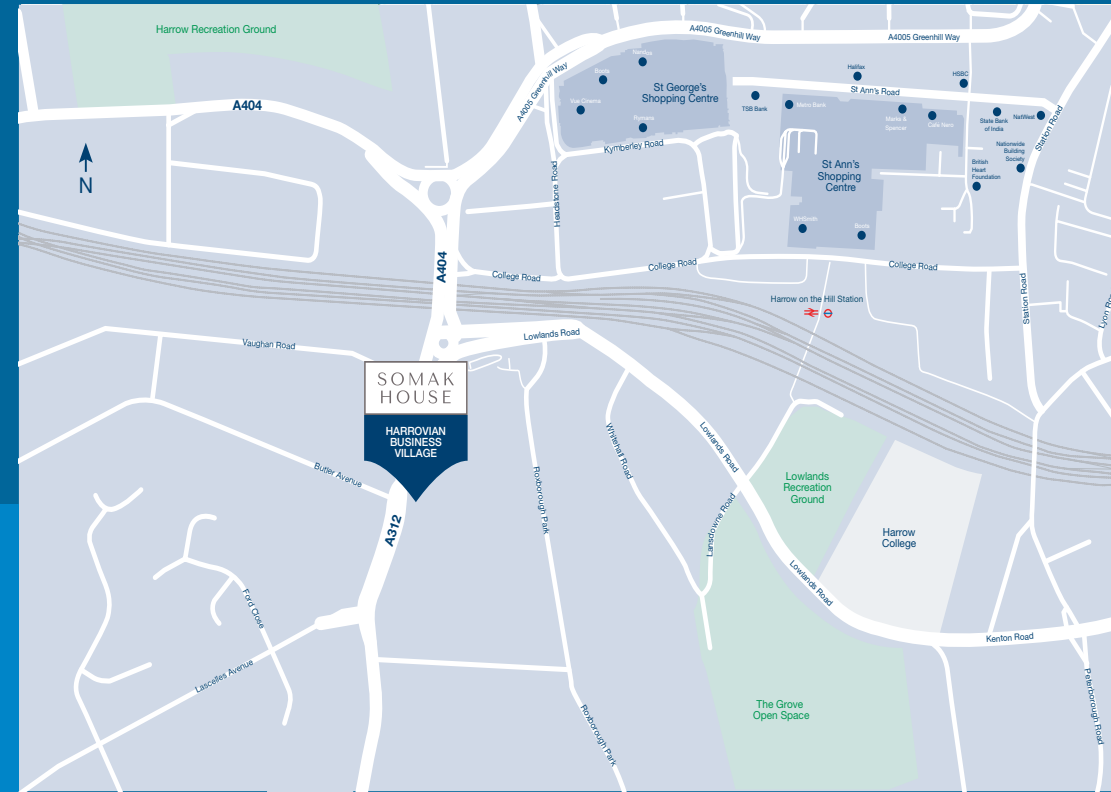 Harrow Recreation Ground
A4005 Greenhill Way
A4005 Greenhill Way
A4005 Greenhill Way
A404
N
Nandos
Boots
Vue Cinema
Rymans
St George's
Shopping Centre
Kymberley Road
Headstone Road
Halifax
HSBC
St Ann's Road
TSB Bank
Metro Bank
Marks &
Spencer
Cafe Nero
State Bank
of India
NatWest
Station Road
Nationwide
Building
Society
British
Heart
Foundation
St Ann's
Shopping
Centre
WHSmith
Boots
A404
College Road
College Road
College Road
Harrow on the Hill Station
Station Road
Vaughan Road
Lowlands Road
SOMAK
HOUSE
HARROVIAN
BUSINESS
VILLAGE
Butler Avenue
A312
Roxborough Park
Whitehall Road
Lowlands Road
Lansdowne Road
Lowlands
Recreation
Ground
Harrow
College
Lowlands Road
Ford Close
Lascelles Avenue
Kenton Road
The Grove
Open Space
Roxborough Park
Peterborough Road